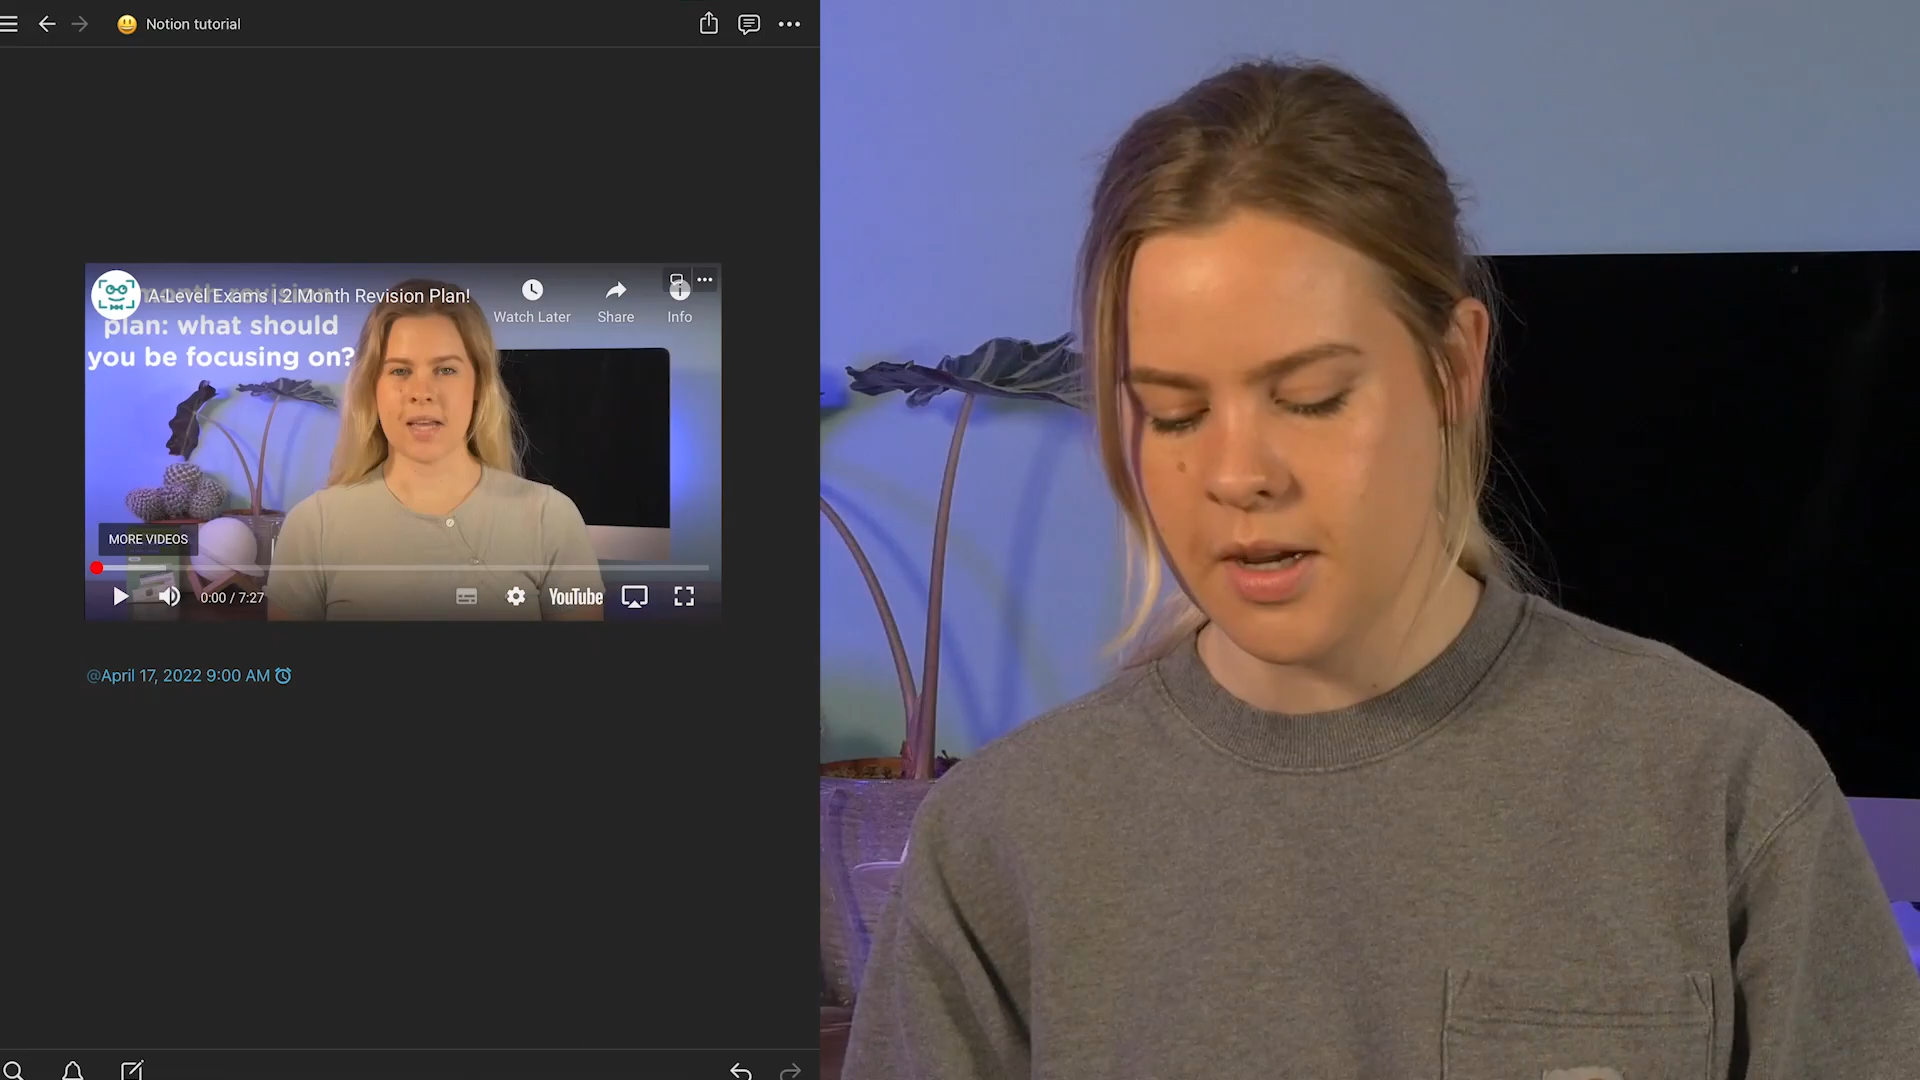 Notion tutorial
A-Level Exams | 2 Month Revision Plan!
plan: what should
you be focusing on?
Watch Later
Share
Info
MORE VIDEOS
0:00 / 7:27
YouTube
@April 17, 2022 9:00 AM